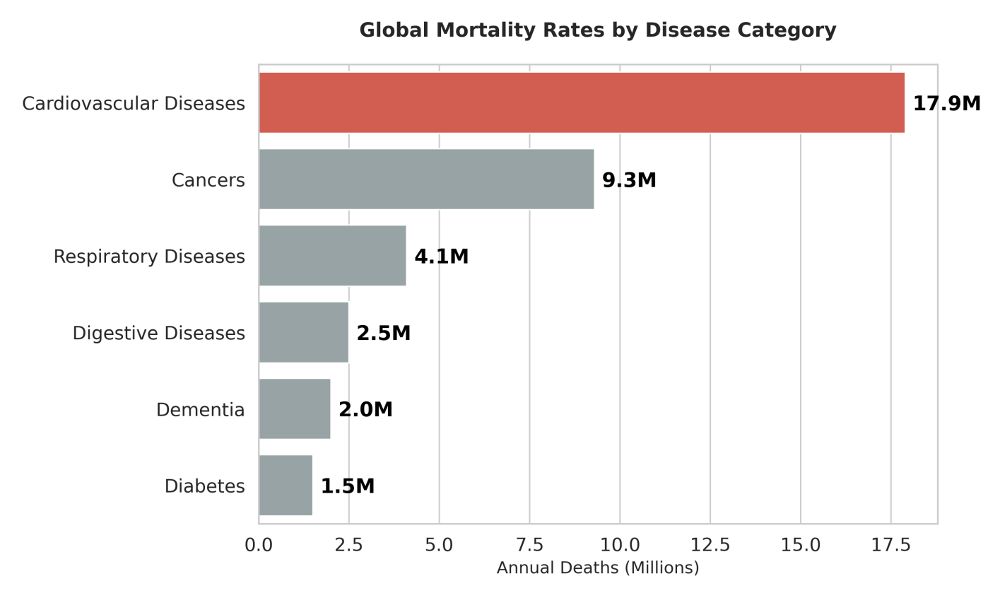 Global Mortality Rates by Disease Category
Cardiovascular Diseases 17.9M
Cancers 9.3M
Respiratory Diseases 4.1M
Digestive Diseases 2.5M
Dementia 2.0M
Diabetes 1.5M
0.0 2.5 5.0 7.5 10.0 12.5 15.0 17.5
Annual Deaths (Millions)